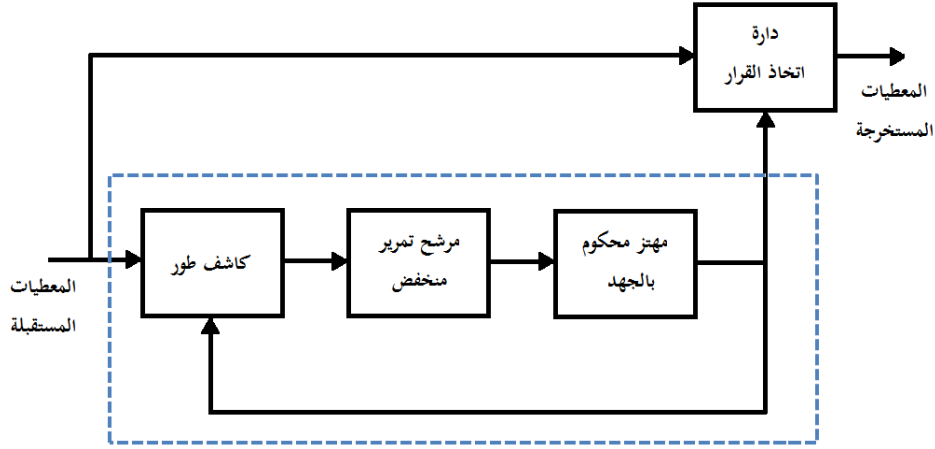 دارة
اتخاذ القرار
المعطيات
المستخرجة
كاشف طور
مرشح تمرير
منخفض
مهتز محكوم
بالجهد
المعطيات
المستقبلة